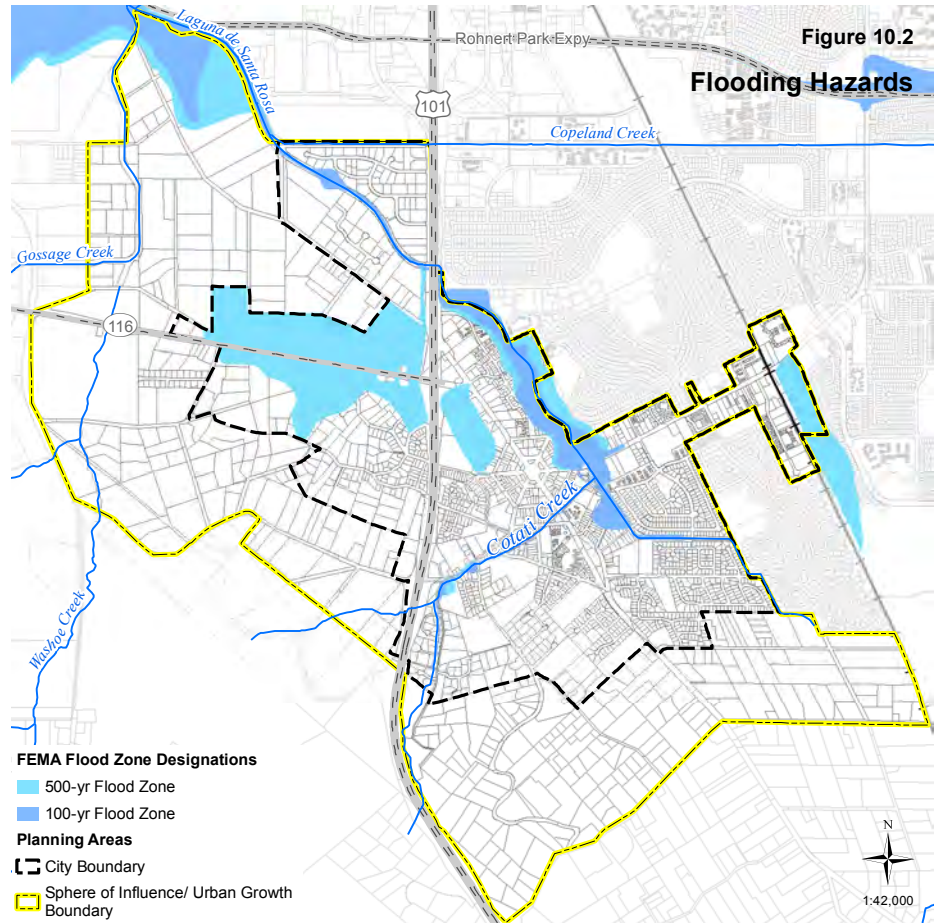 Figure 10.2
Flooding Hazards
Laguna de Santa Rosa
Rohnert Park Expy
101
Copeland Creek
Gossage Creek
116
Cotati Creek
Washoe Creek
FEMA Flood Zone Designations
500-yr Flood Zone
100-yr Flood Zone
Planning Areas
City Boundary
Sphere of Influence/ Urban Growth
Boundary
N
1:42,000